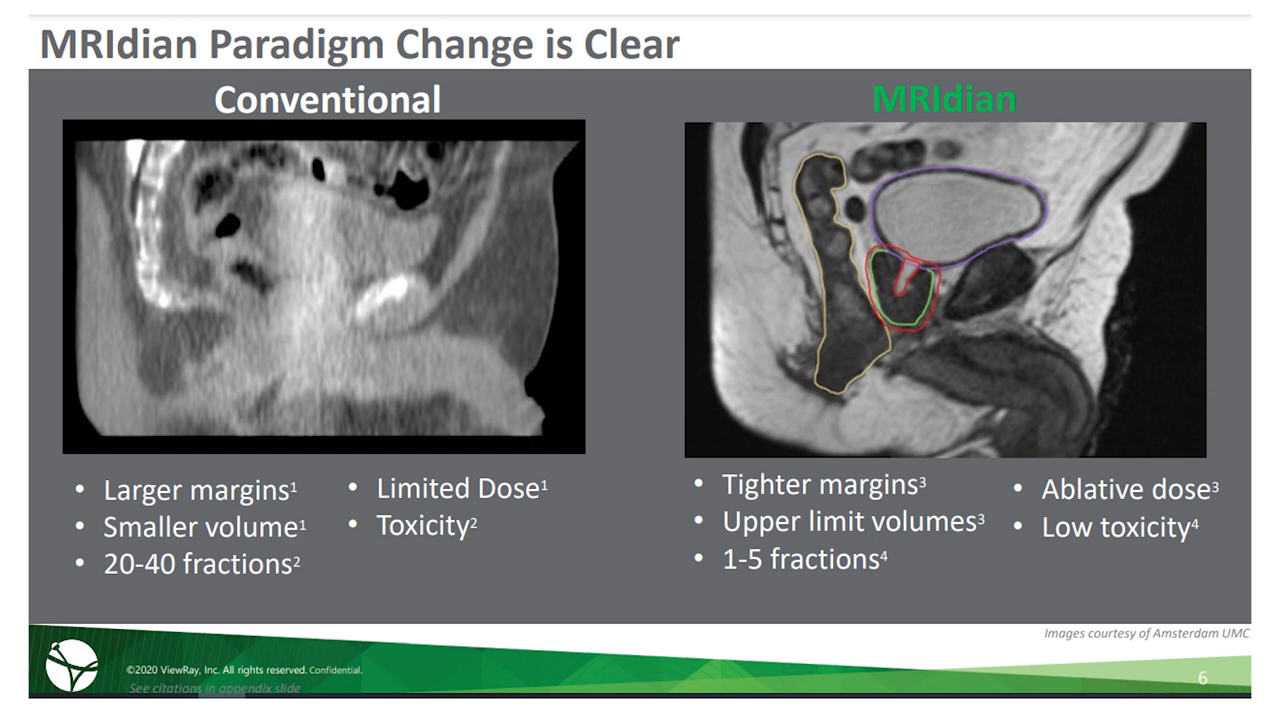 MRIdian Paradigm Change is Clear
Conventional
MRIdian
• Larger margins¹
• Smaller volume¹
• 20-40 fractions²
• Limited Dose¹
• Toxicity²
• Tighter margins³
• Upper limit volumes³
• 1-5 fractions⁴
• Ablative dose³
• Low toxicity⁴
Images courtesy of Amsterdam UMC
©2020 ViewRay, Inc. All rights reserved. Confidential.
See citations in appendix slide
6